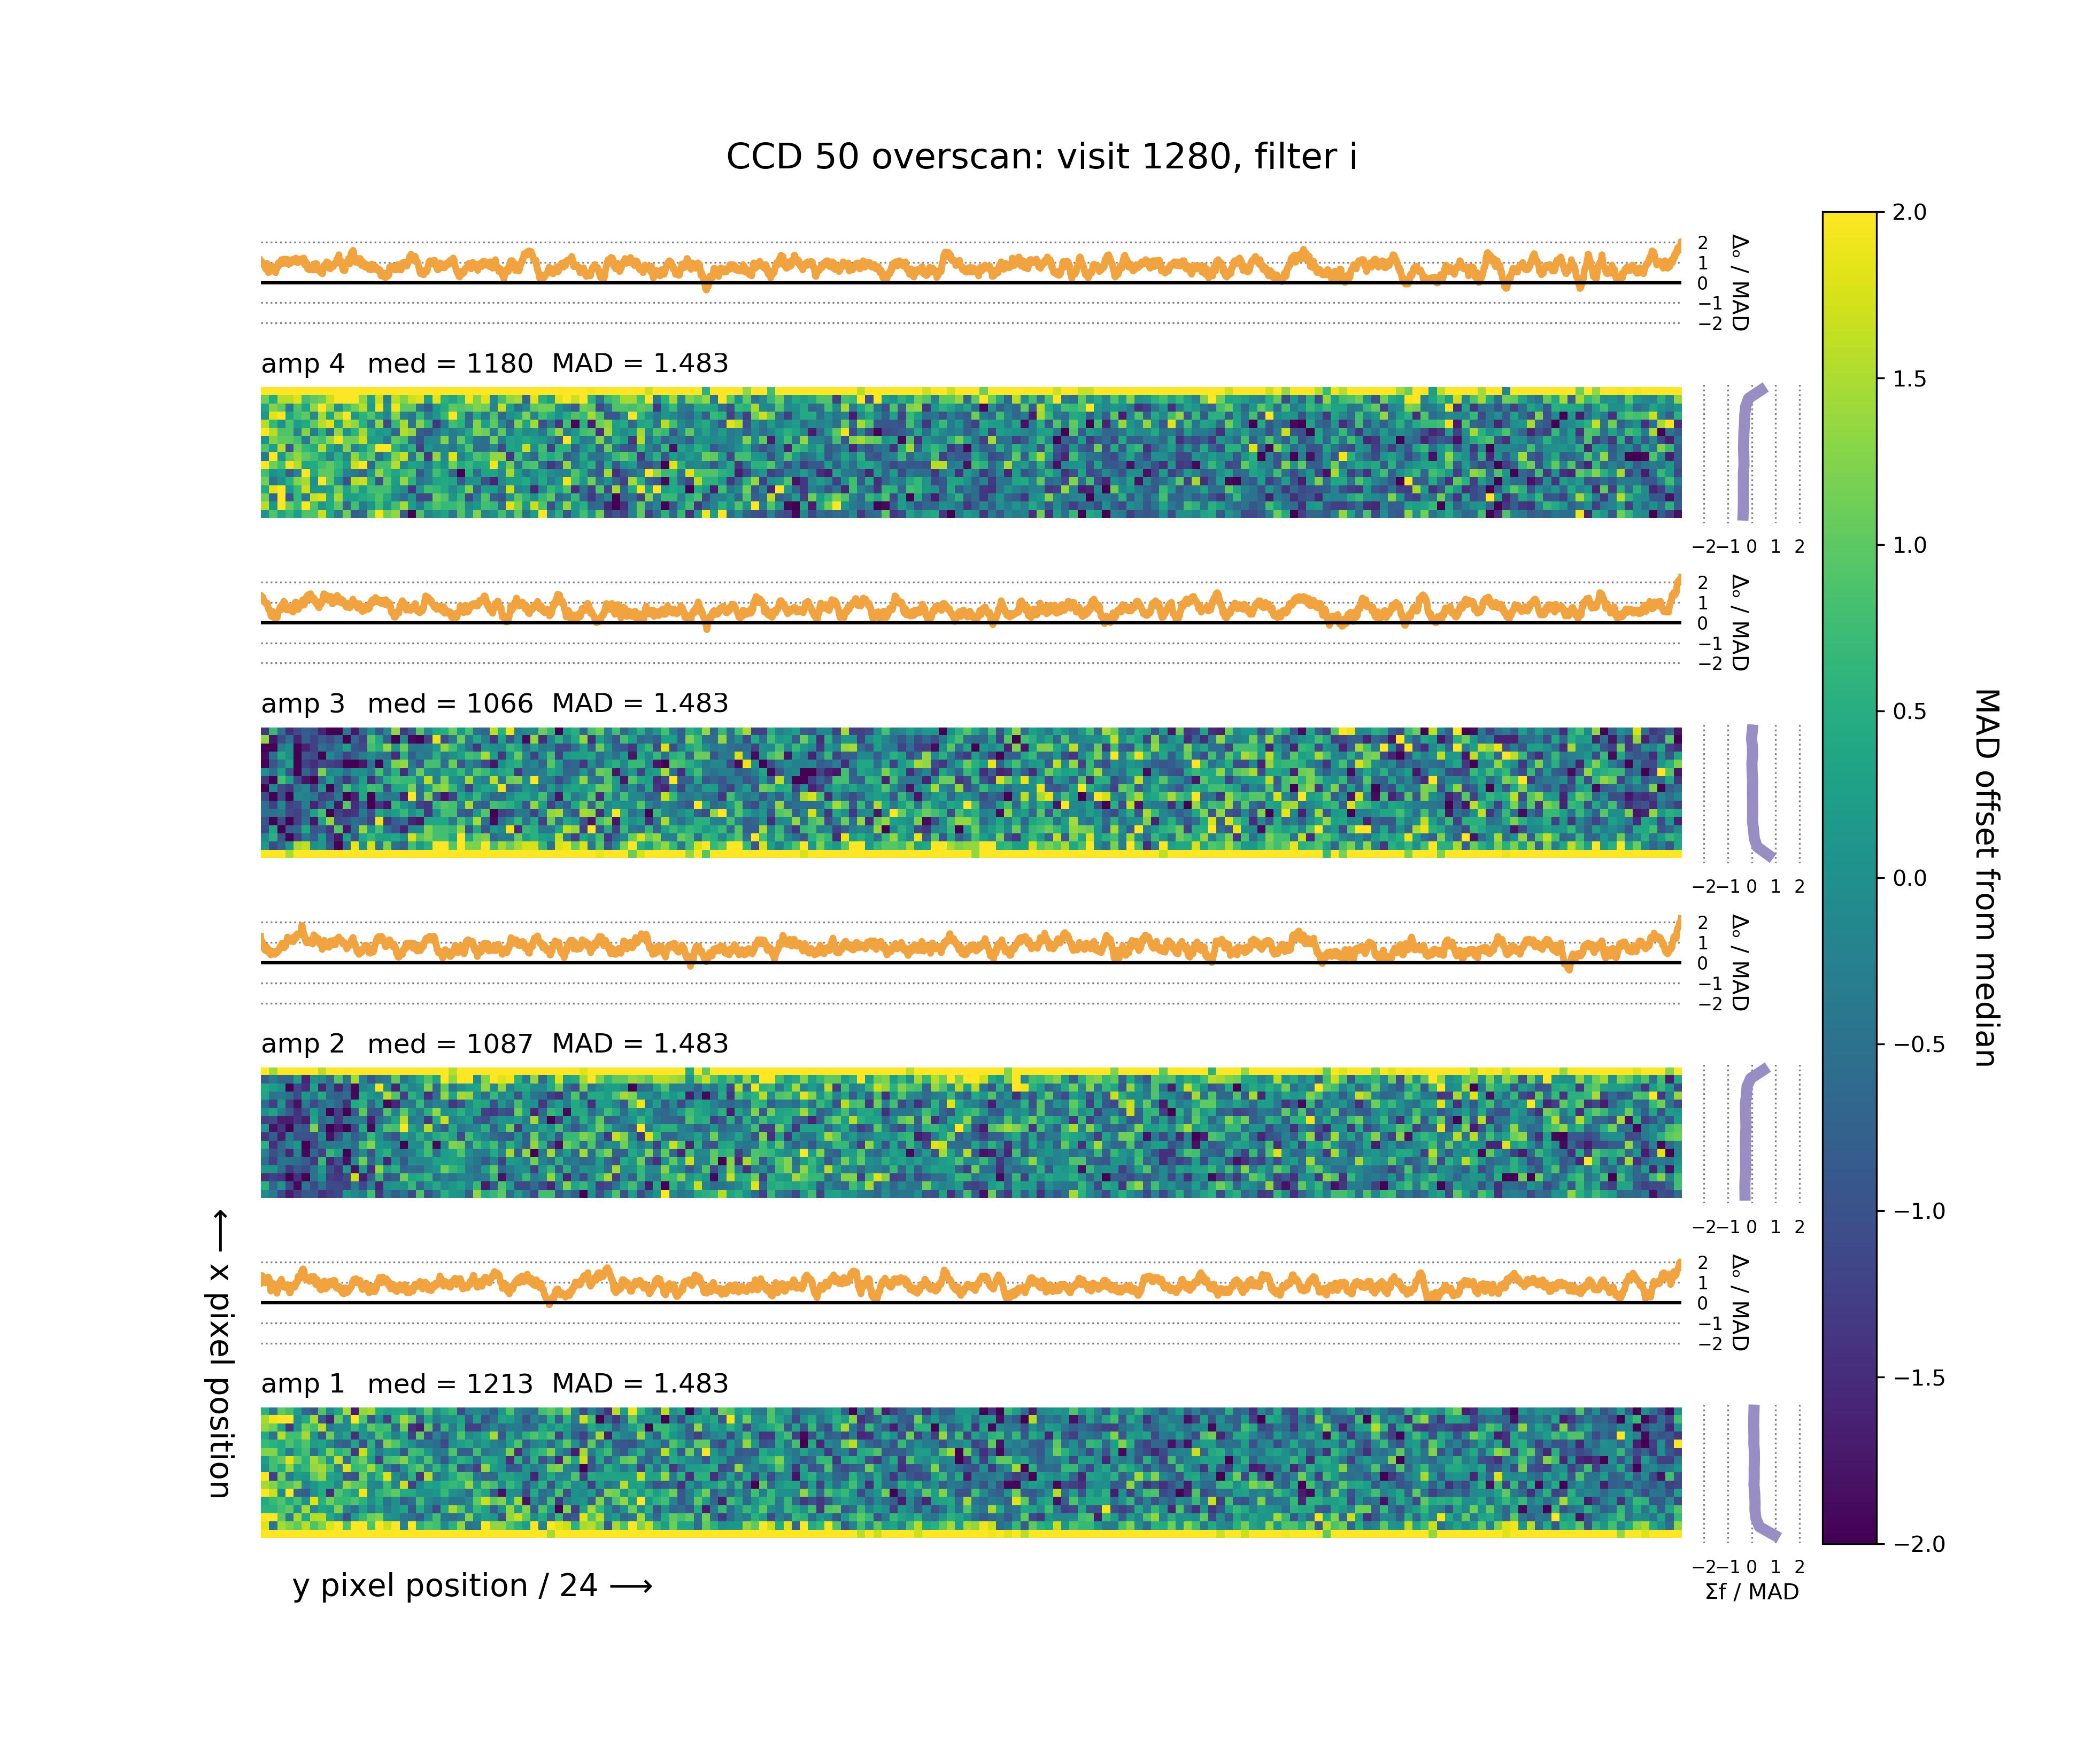 CCD 50 overscan: visit 1280, filter i
2
1
0
−1
−2
Δₒ / MAD
amp 4 med = 1180 MAD = 1.483
−2 −1 0 1 2
2
1
0
−1
−2
Δₒ / MAD
amp 3 med = 1066 MAD = 1.483
−2 −1 0 1 2
2
1
0
−1
−2
Δₒ / MAD
amp 2 med = 1087 MAD = 1.483
−2 −1 0 1 2
2
1
0
−1
−2
Δₒ / MAD
amp 1 med = 1213 MAD = 1.483
−2 −1 0 1 2
Σf / MAD
⟵ x pixel position
y pixel position / 24 ⟶
2.0
1.5
1.0
0.5
0.0
−0.5
−1.0
−1.5
−2.0
MAD offset from median